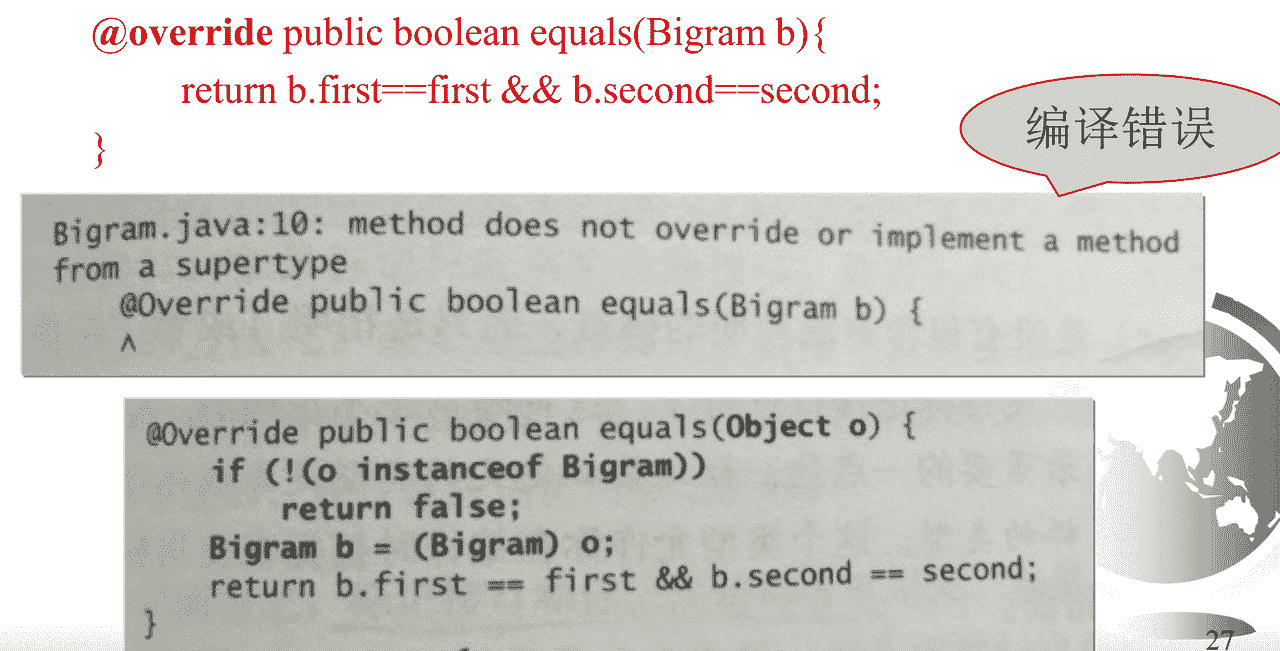 @override public boolean equals(Bigram b){
return b.first==first && b.second==second;
}
编译错误
Bigram.java:10: method does not override or implement a method
from a supertype
@Override public boolean equals(Bigram b) {
^
@Override public boolean equals(Object o) {
if (!(o instanceof Bigram))
return false;
Bigram b = (Bigram) o;
return b.first == first && b.second == second;
}
27